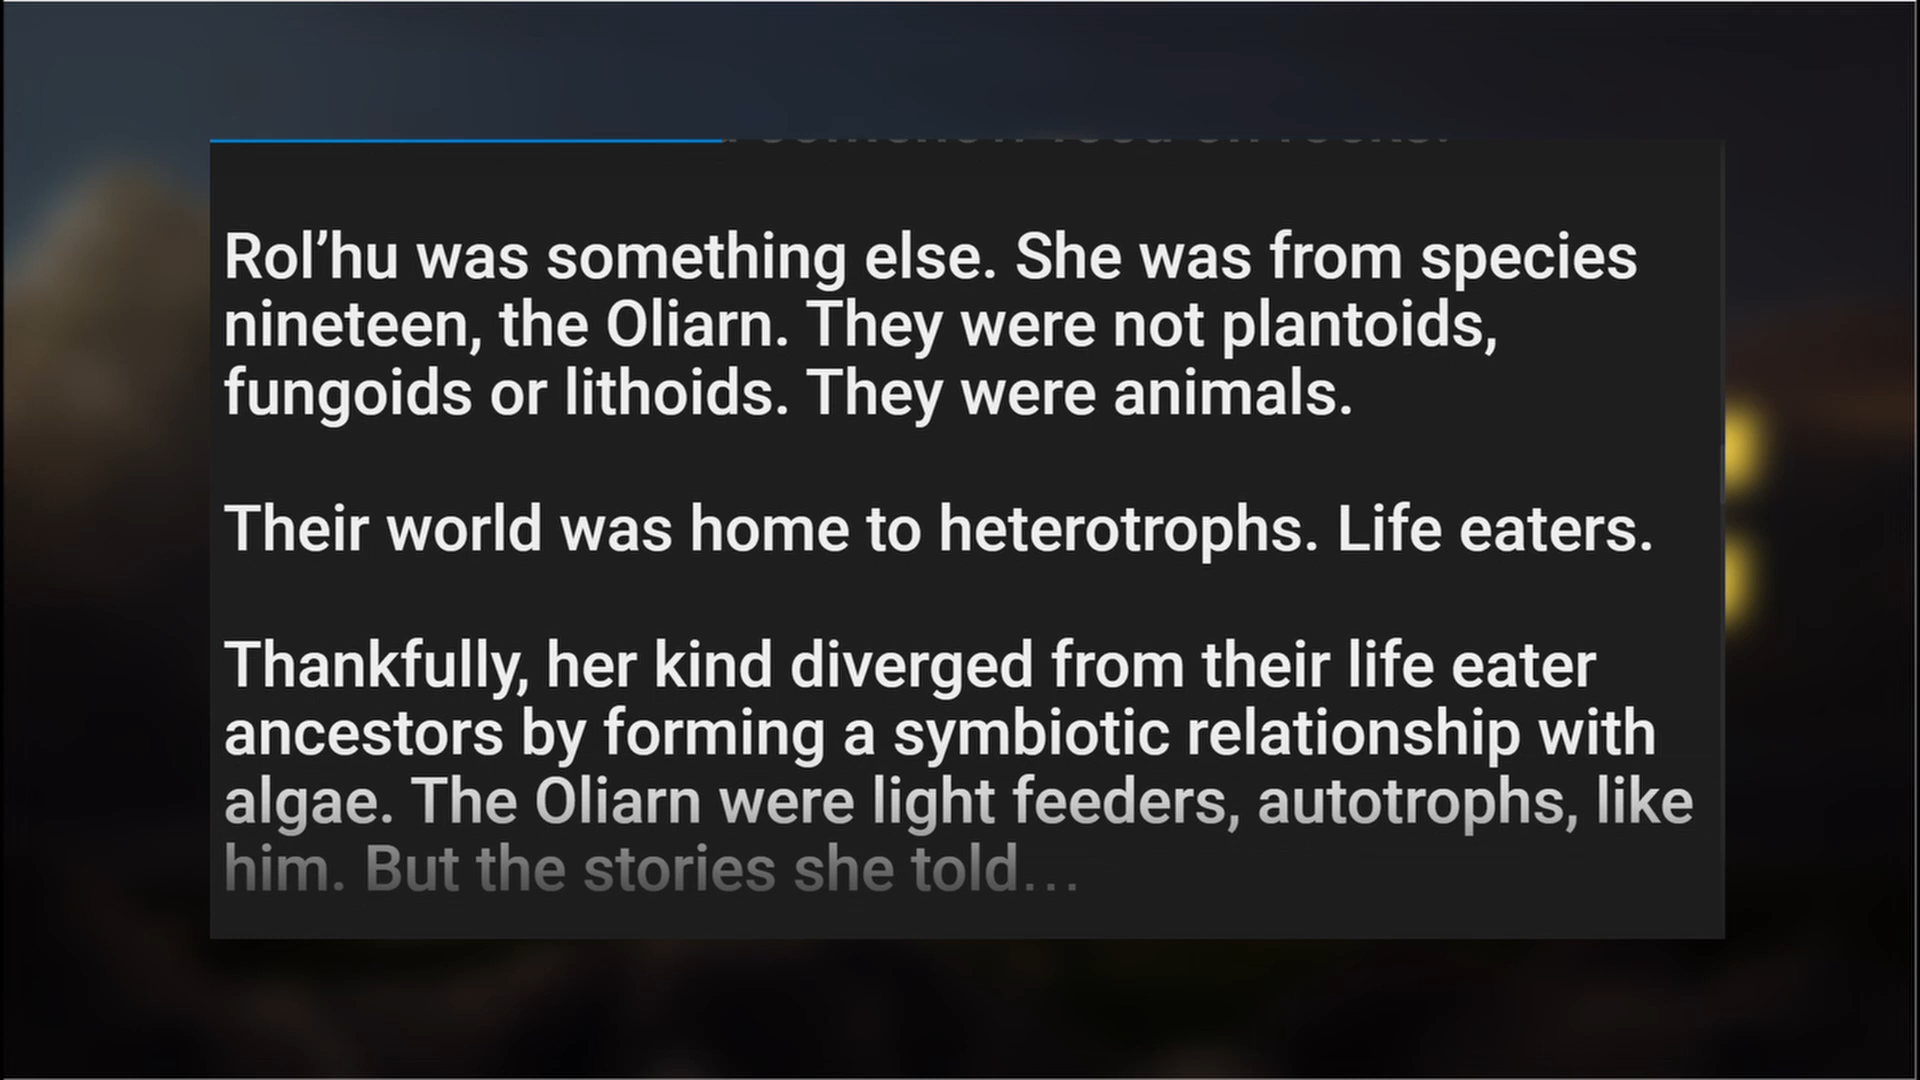 Rol’hu was something else. She was from species
nineteen, the Oliarn. They were not plantoids,
fungoids or lithoids. They were animals.
Their world was home to heterotrophs. Life eaters.
Thankfully, her kind diverged from their life eater
ancestors by forming a symbiotic relationship with
algae. The Oliarn were light feeders, autotrophs, like
him. But the stories she told…